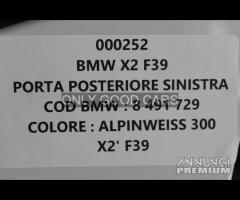 000252
BMW X2 F39
PORTA POSTERIORE SINISTRA
ONLY GOOD CARS
COD BMW : 8 491 729
COLORE : ALPINWEISS 300
X2' F39
ANNUNCI
PREMIUM